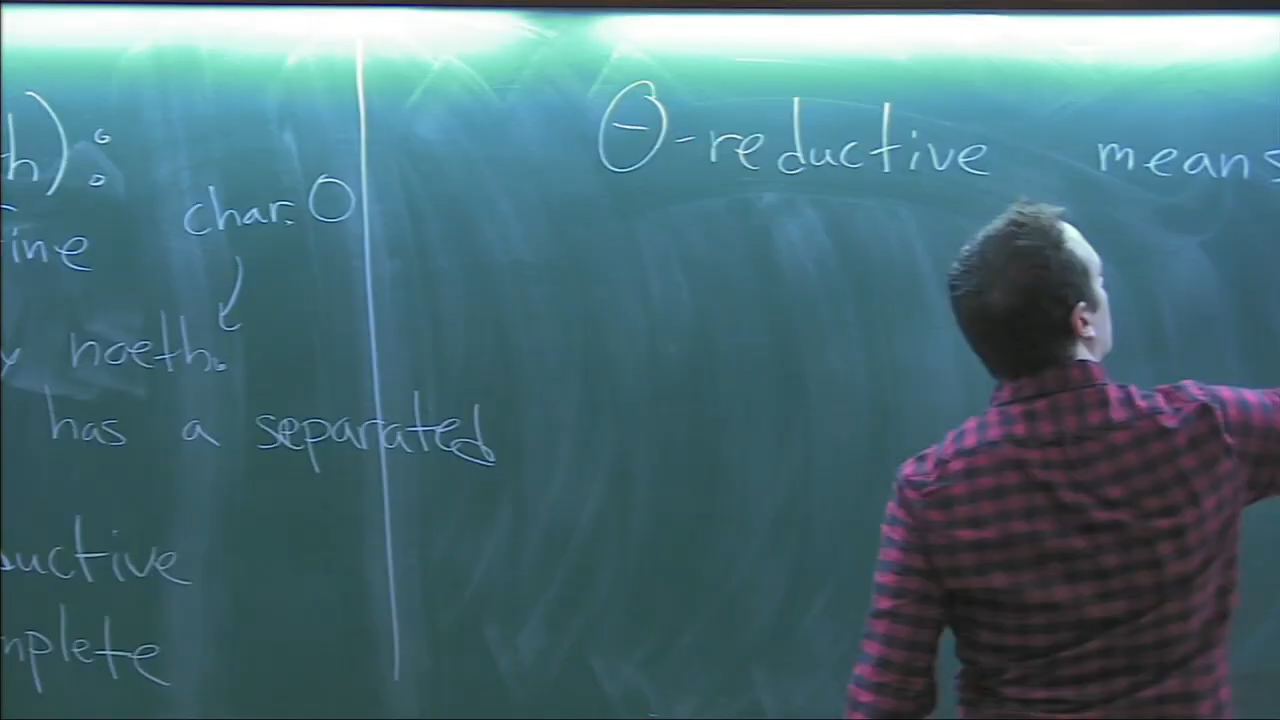 h):
char. 0
ine
y noeth.
has a separated
uctive
mplete
Θ-reductive means